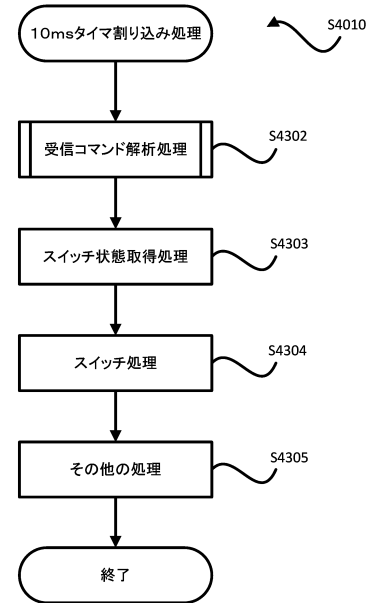 10msタイマ割り込み処理
S4010
受信コマンド解析処理
S4302
スイッチ状態取得処理
S4303
スイッチ処理
S4304
その他の処理
S4305
終了